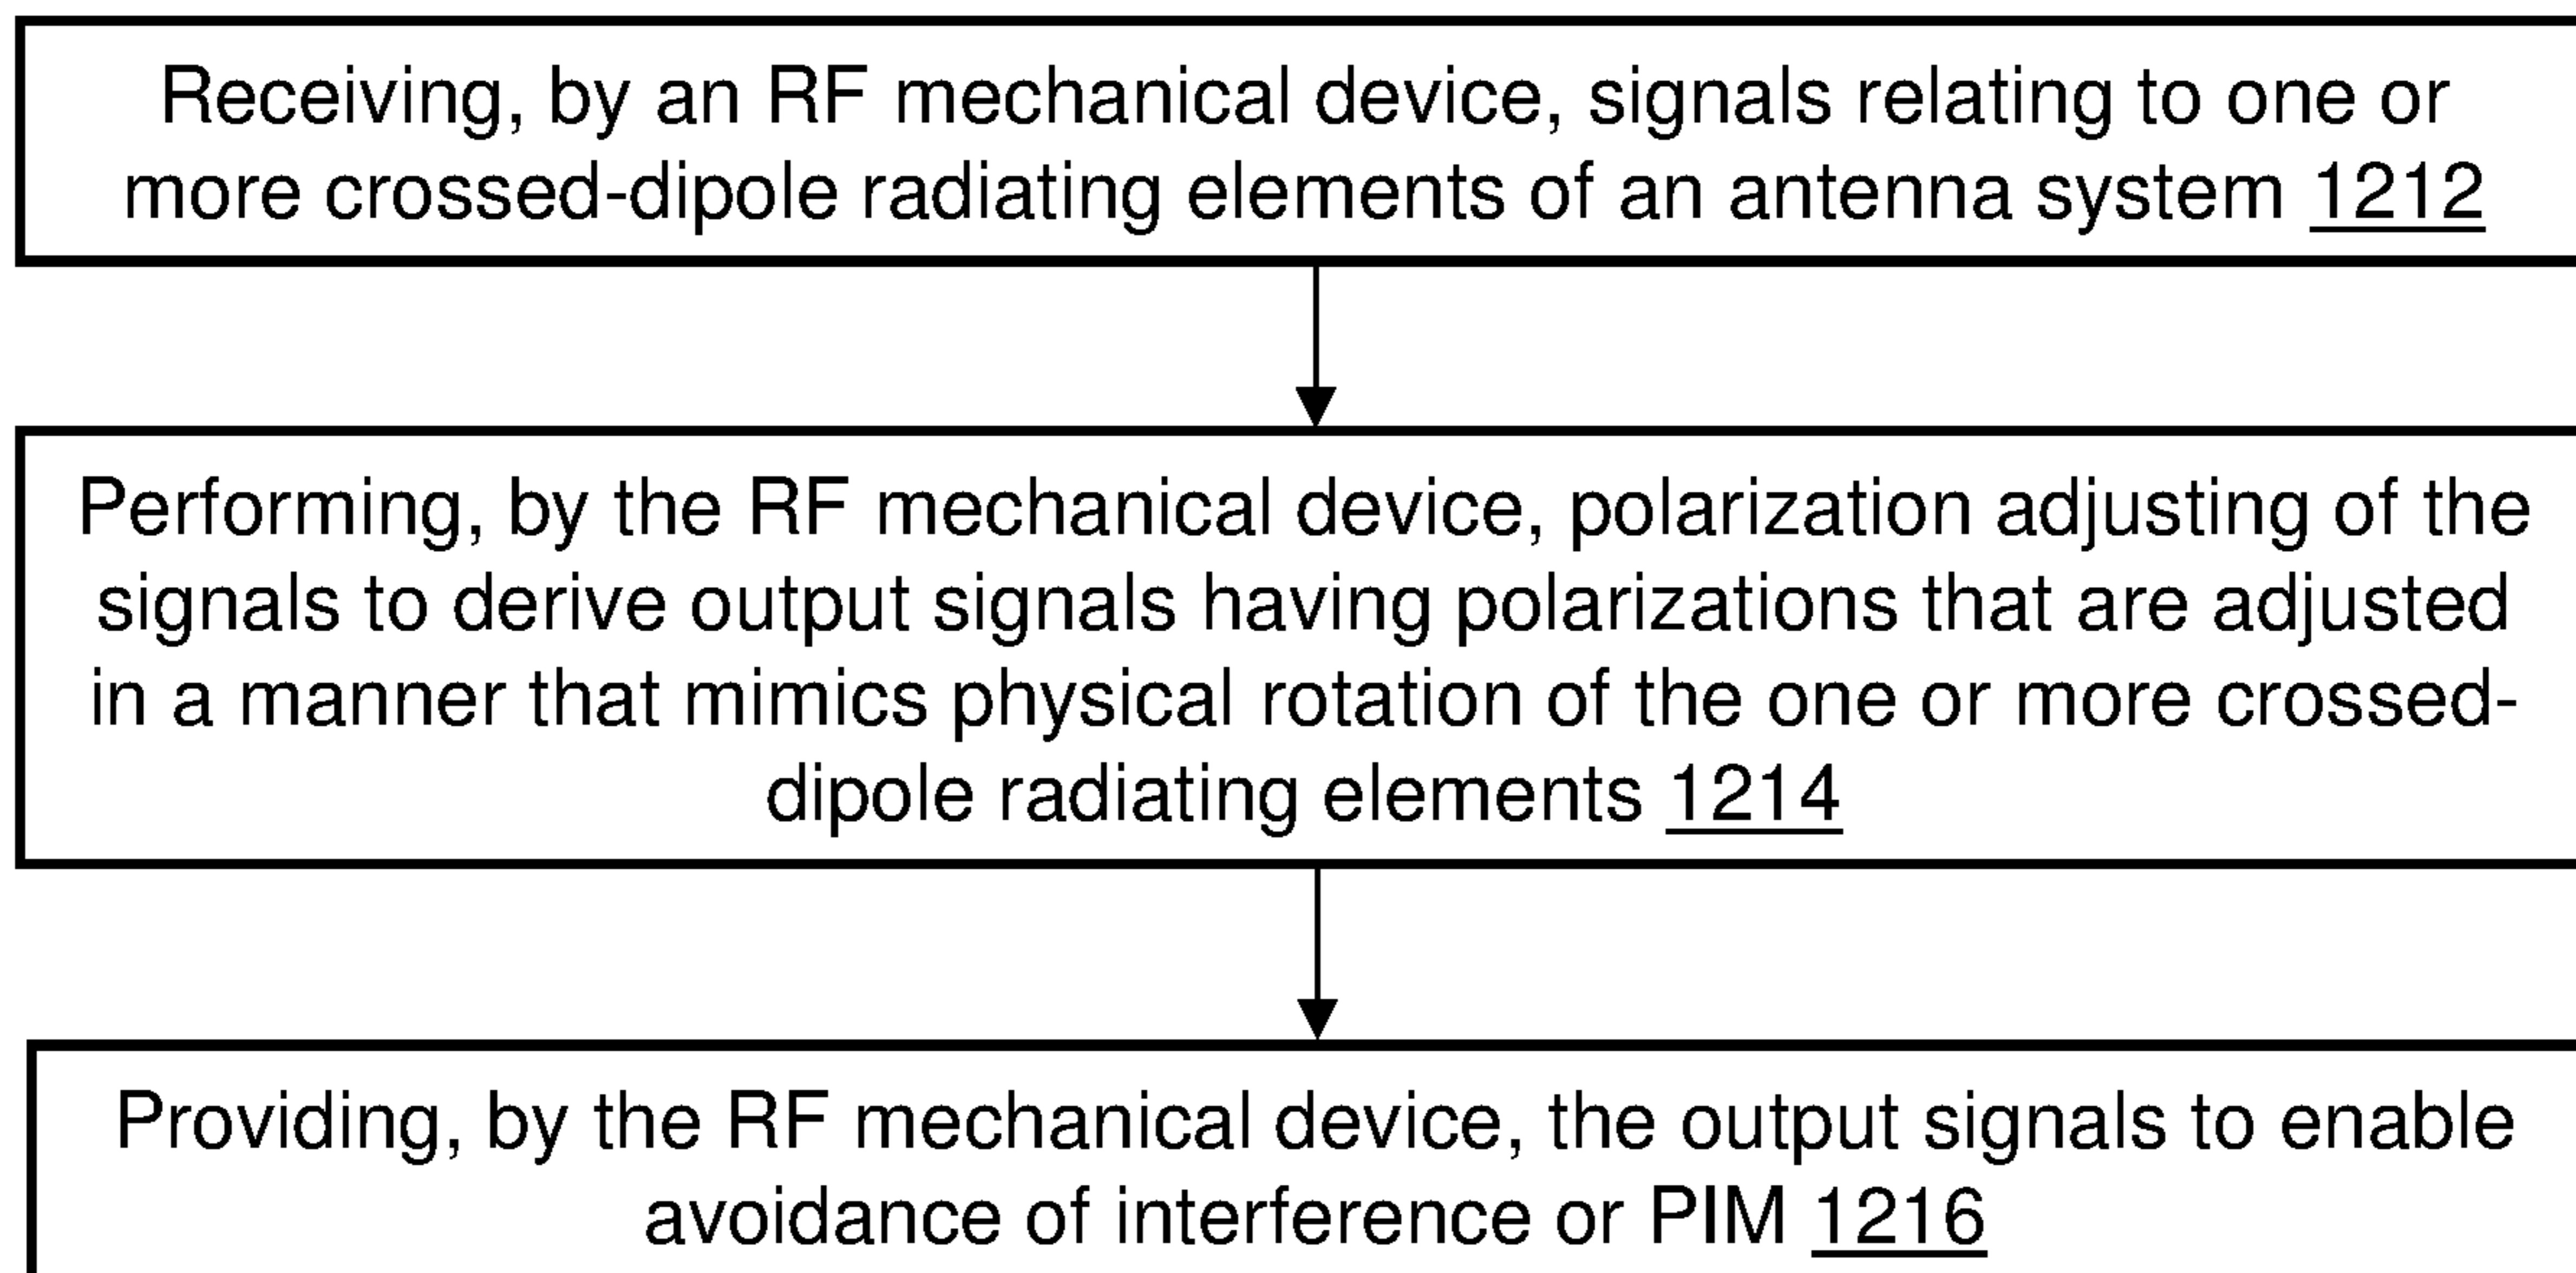 Receiving, by an RF mechanical device, signals relating to one or
more crossed-dipole radiating elements of an antenna system 1212
Performing, by the RF mechanical device, polarization adjusting of the
signals to derive output signals having polarizations that are adjusted
in a manner that mimics physical rotation of the one or more crossed-
dipole radiating elements 1214
Providing, by the RF mechanical device, the output signals to enable
avoidance of interference or PIM 1216